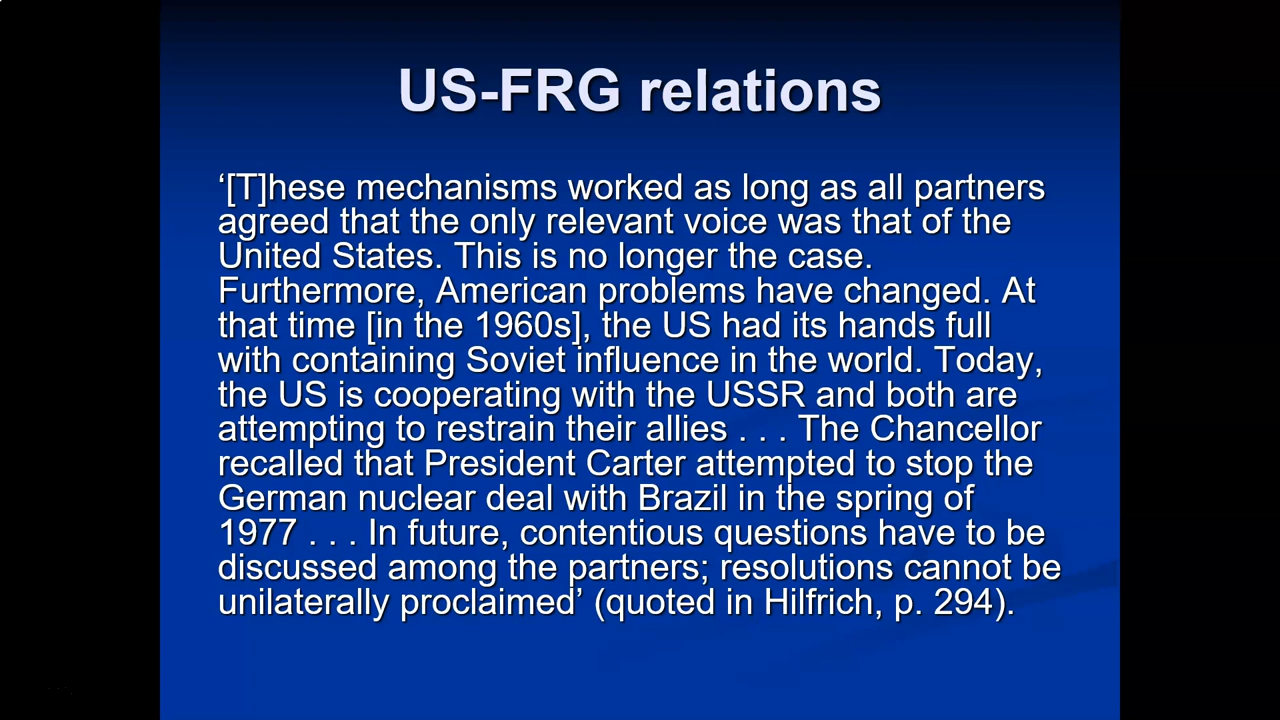 US-FRG relations
‘[T]hese mechanisms worked as long as all partners
agreed that the only relevant voice was that of the
United States. This is no longer the case.
Furthermore, American problems have changed. At
that time [in the 1960s], the US had its hands full
with containing Soviet influence in the world. Today,
the US is cooperating with the USSR and both are
attempting to restrain their allies . . . The Chancellor
recalled that President Carter attempted to stop the
German nuclear deal with Brazil in the spring of
1977 . . . In future, contentious questions have to be
discussed among the partners; resolutions cannot be
unilaterally proclaimed’ (quoted in Hilfrich, p. 294).